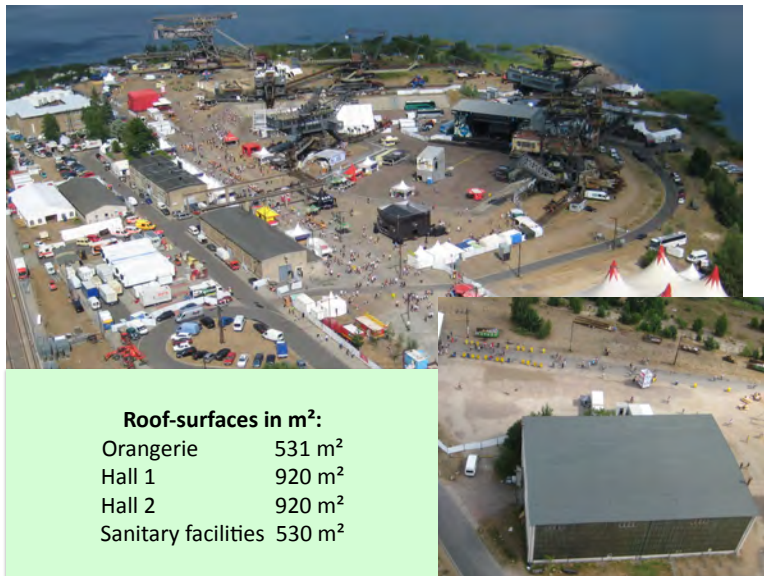 Roof-surfaces in m²:
Orangerie 531 m²
Hall 1 920 m²
Hall 2 920 m²
Sanitary facilities 530 m²